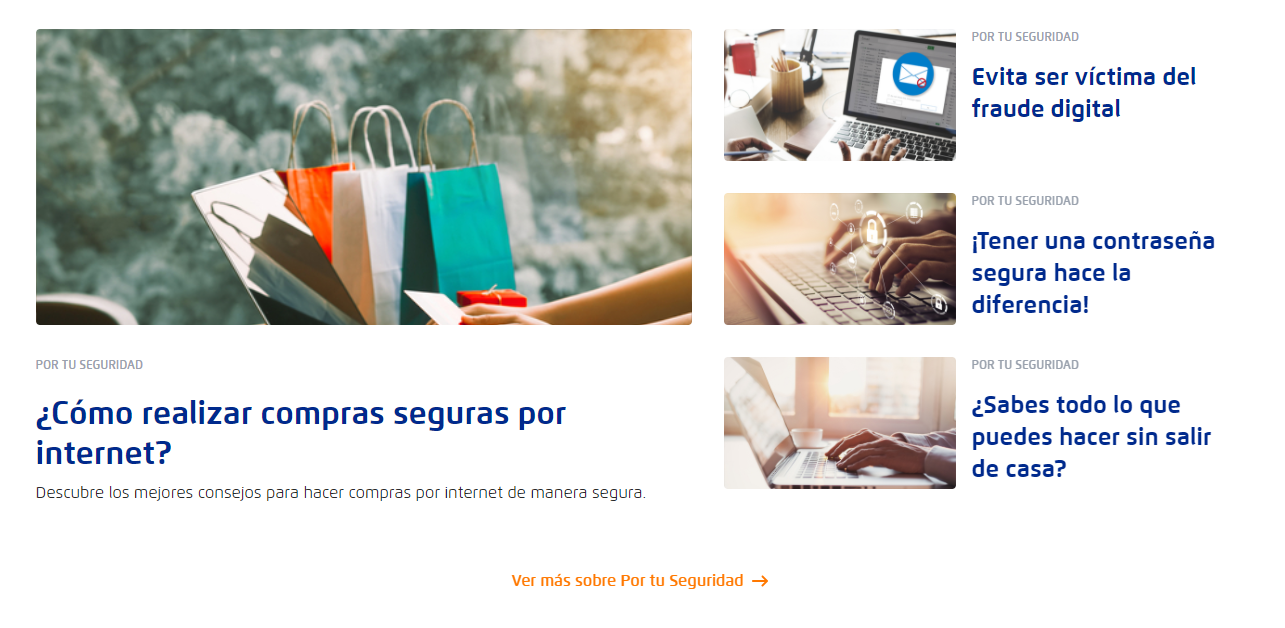 POR TU SEGURIDAD
¿Cómo realizar compras seguras por
internet?
Descubre los mejores consejos para hacer compras por internet de manera segura.
POR TU SEGURIDAD
Evita ser víctima del
fraude digital
POR TU SEGURIDAD
¡Tener una contraseña
segura hace la
diferencia!
POR TU SEGURIDAD
¿Sabes todo lo que
puedes hacer sin salir
de casa?
Ver más sobre Por tu Seguridad →